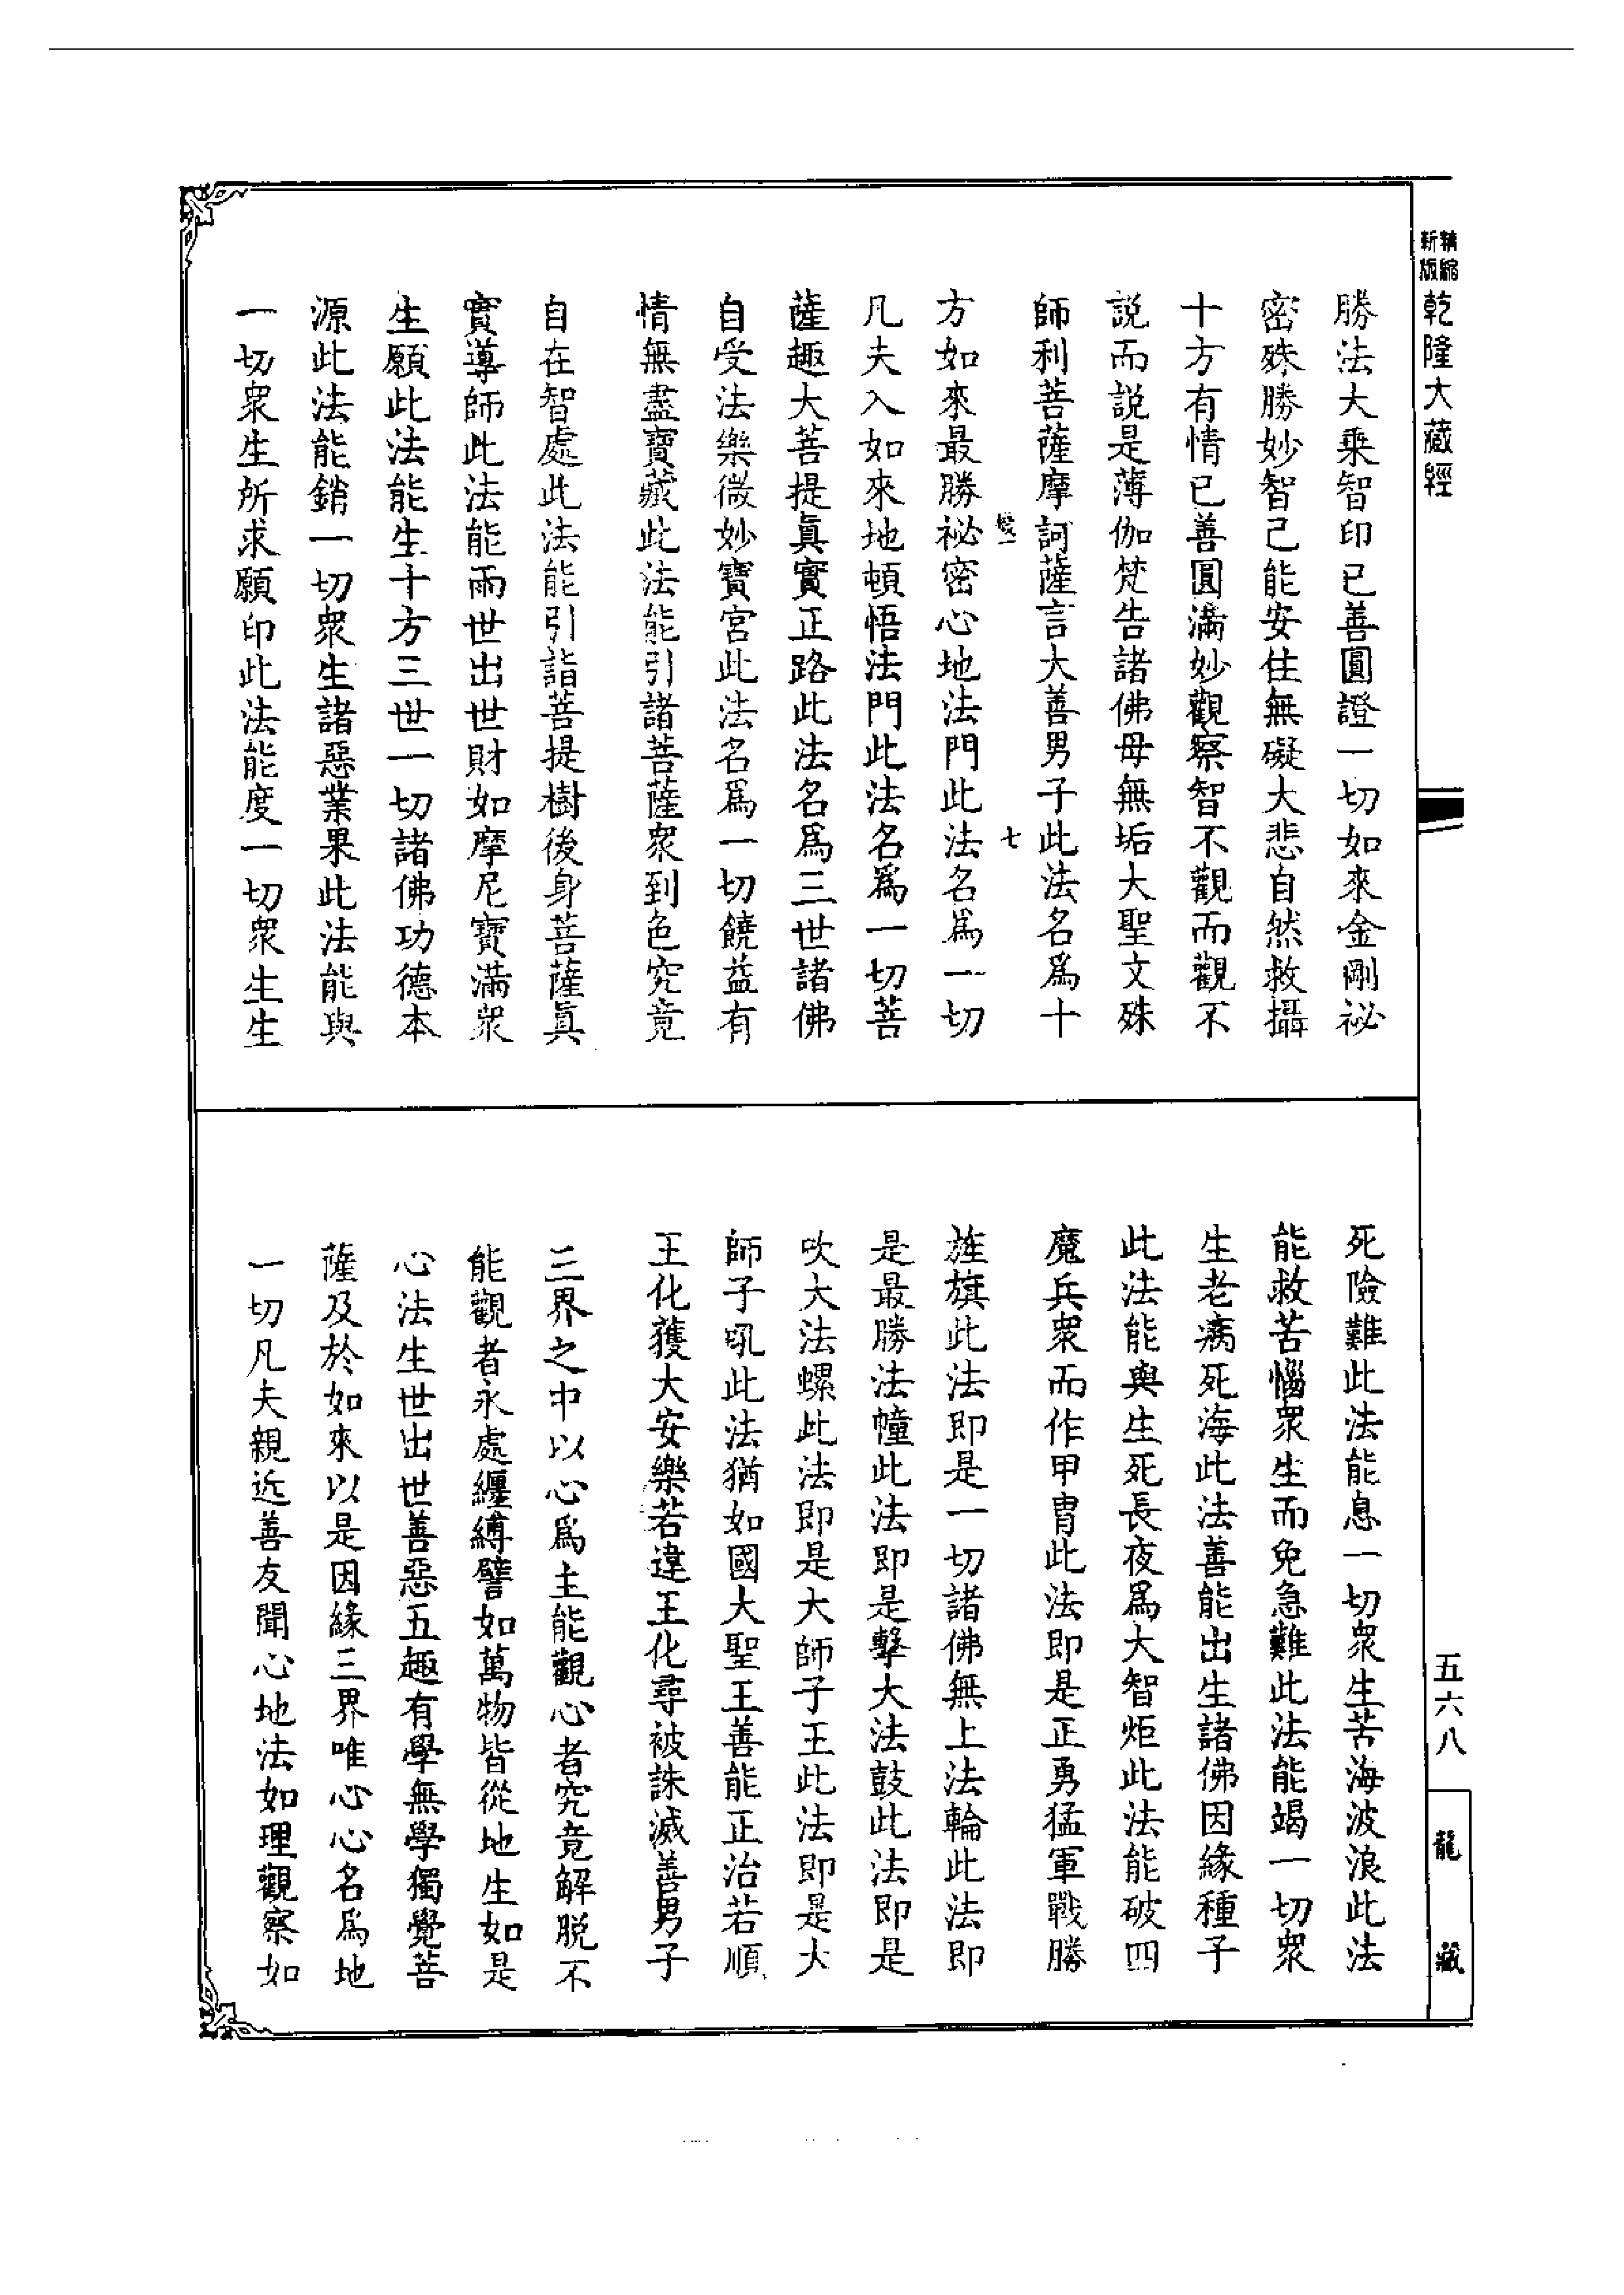 精縮新版乾隆大藏經
勝法大乘智印已善圓證一切如來金剛祕
密殊勝妙智已能安住無礙大悲自然救攝
十方有情已善圓滿妙觀察智不觀而觀不
説而説是薄伽梵告諸佛母無垢大聖文殊
師利菩薩摩訶薩言大善男子此法名爲十
七
方如來最勝祕密心地法門此法名爲一切
凡夫入如來地頓悟法門此法名爲一切菩
薩趣大菩提眞實正路此法名爲三世諸佛
自受法樂微妙寶宮此法名爲一切饒益有
情無盡寶藏此法能引諸菩薩衆到色究竟
自在智處此法能引詣菩提樹後身菩薩眞
實導師此法能雨世出世財如摩尼寶滿衆
生願此法能生十方三世一切諸佛功德本
源此法能銷一切衆生諸惡業果此法能與
一切衆生所求願印此法能度一切衆生生
死險難此法能息一切衆生苦海波浪此法
能救苦惱衆生而免急難此法能竭一切衆
生老病死海此法善能出生諸佛因緣種子
此法能與生死長夜爲大智炬此法能破四
魔兵衆而作甲胄此法即是正勇猛軍戰勝
旌旗此法即是一切諸佛無上法輪此法即
是最勝法幢此法即是擊大法鼓此法即是
吹大法螺此法即是大師子王此法即是大
師子吼此法猶如國大聖王善能正治若順
王化獲大安樂若違王化尋被誅滅善男子
三界之中以心爲主能觀心者究竟解脱不
能觀者永處纏縛譬如萬物皆從地生如是
心法生世出世善惡五趣有學無學獨覺菩
薩及於如來以是因緣三界唯心心名爲地
一切凡夫親近善友聞心地法如理觀察如
五六八
龍藏